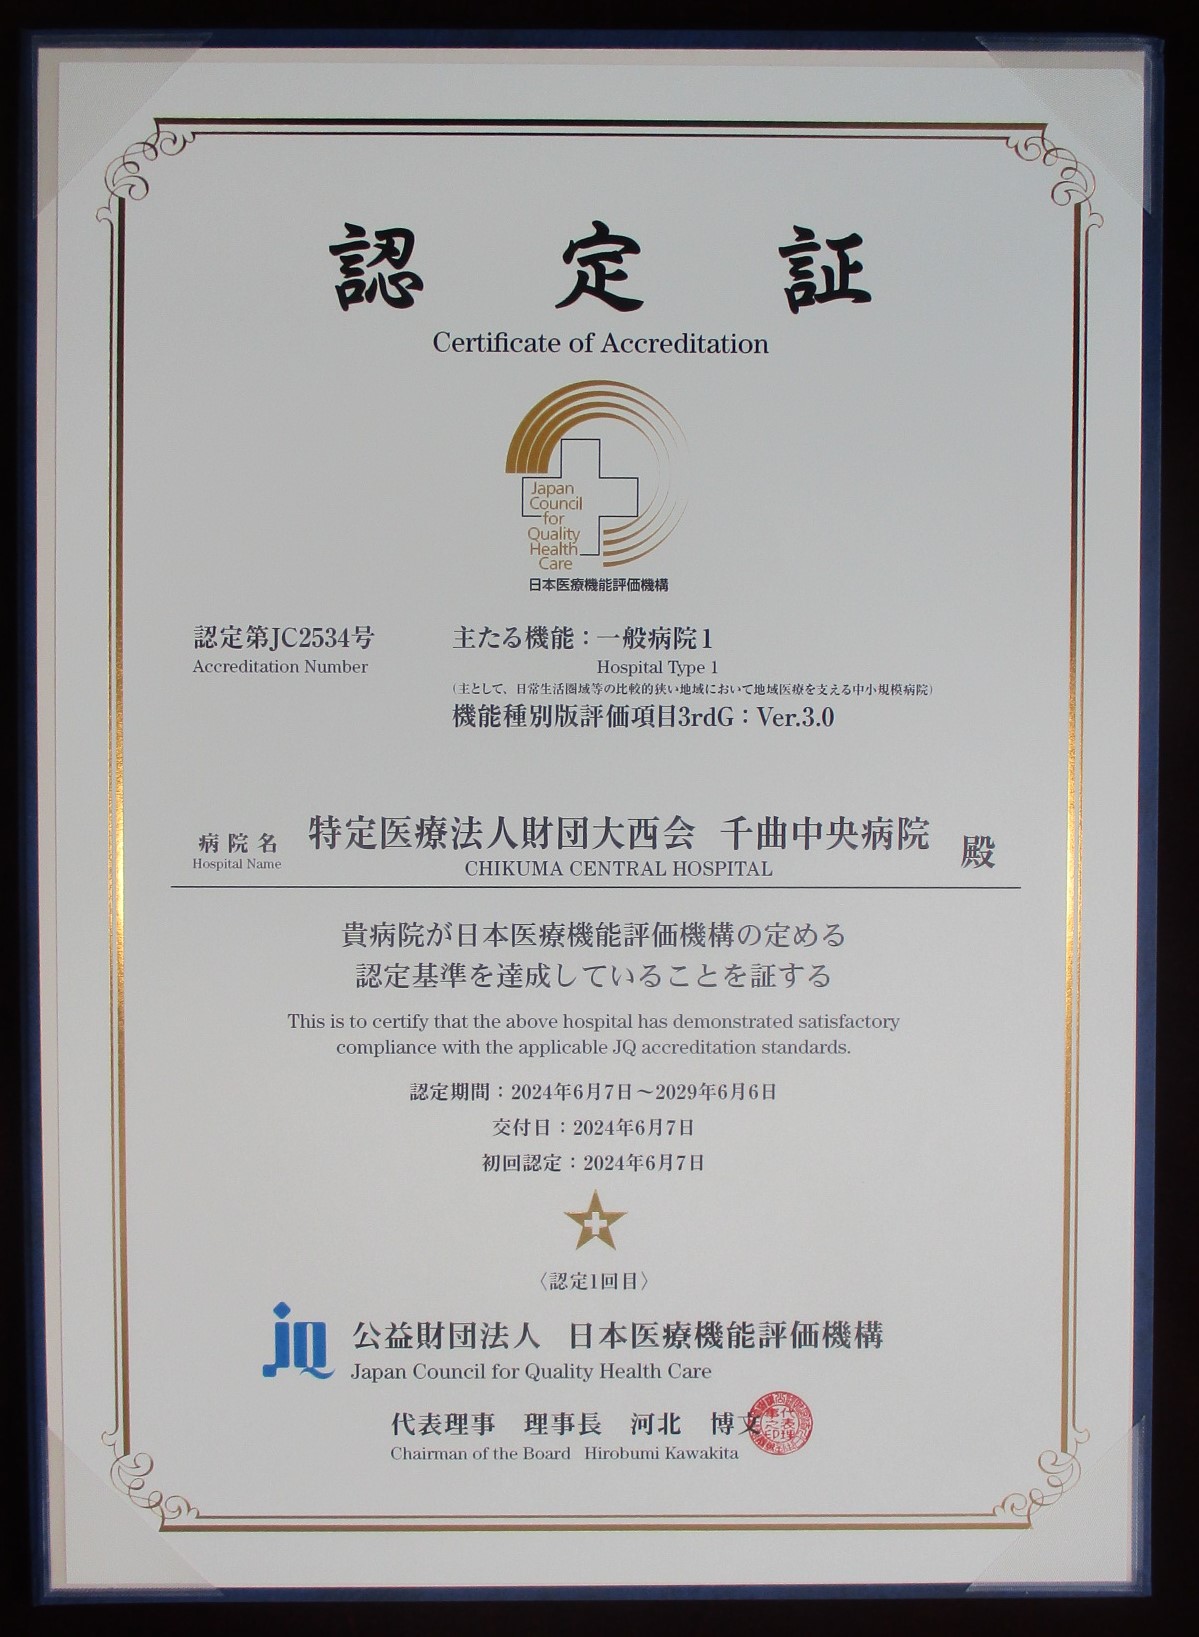 認定証
Certificate of Accreditation
Japan
Council
for
Quality
Health
Care
日本医療機能評価機構
認定第JC2534号
Accreditation Number
主たる機能：一般病院1
Hospital Type 1
（主として、日常生活圏域等の比較的狭い地域において地域医療を支える中小規模病院）
機能種別版評価項目3rdG：Ver.3.0
病院名 特定医療法人財団大西会 千曲中央病院 殿
Hospital Name CHIKUMA CENTRAL HOSPITAL
貴病院が日本医療機能評価機構の定める
認定基準を達成していることを証する
This is to certify that the above hospital has demonstrated satisfactory
compliance with the applicable JQ accreditation standards.
認定期間：2024年6月7日～2029年6月6日
交付日：2024年6月7日
初回認定：2024年6月7日
〈認定1回目〉
JQ 公益財団法人 日本医療機能評価機構
Japan Council for Quality Health Care
代表理事 理事長 河北 博文
Chairman of the Board Hirobumi Kawakita
代表理事之印